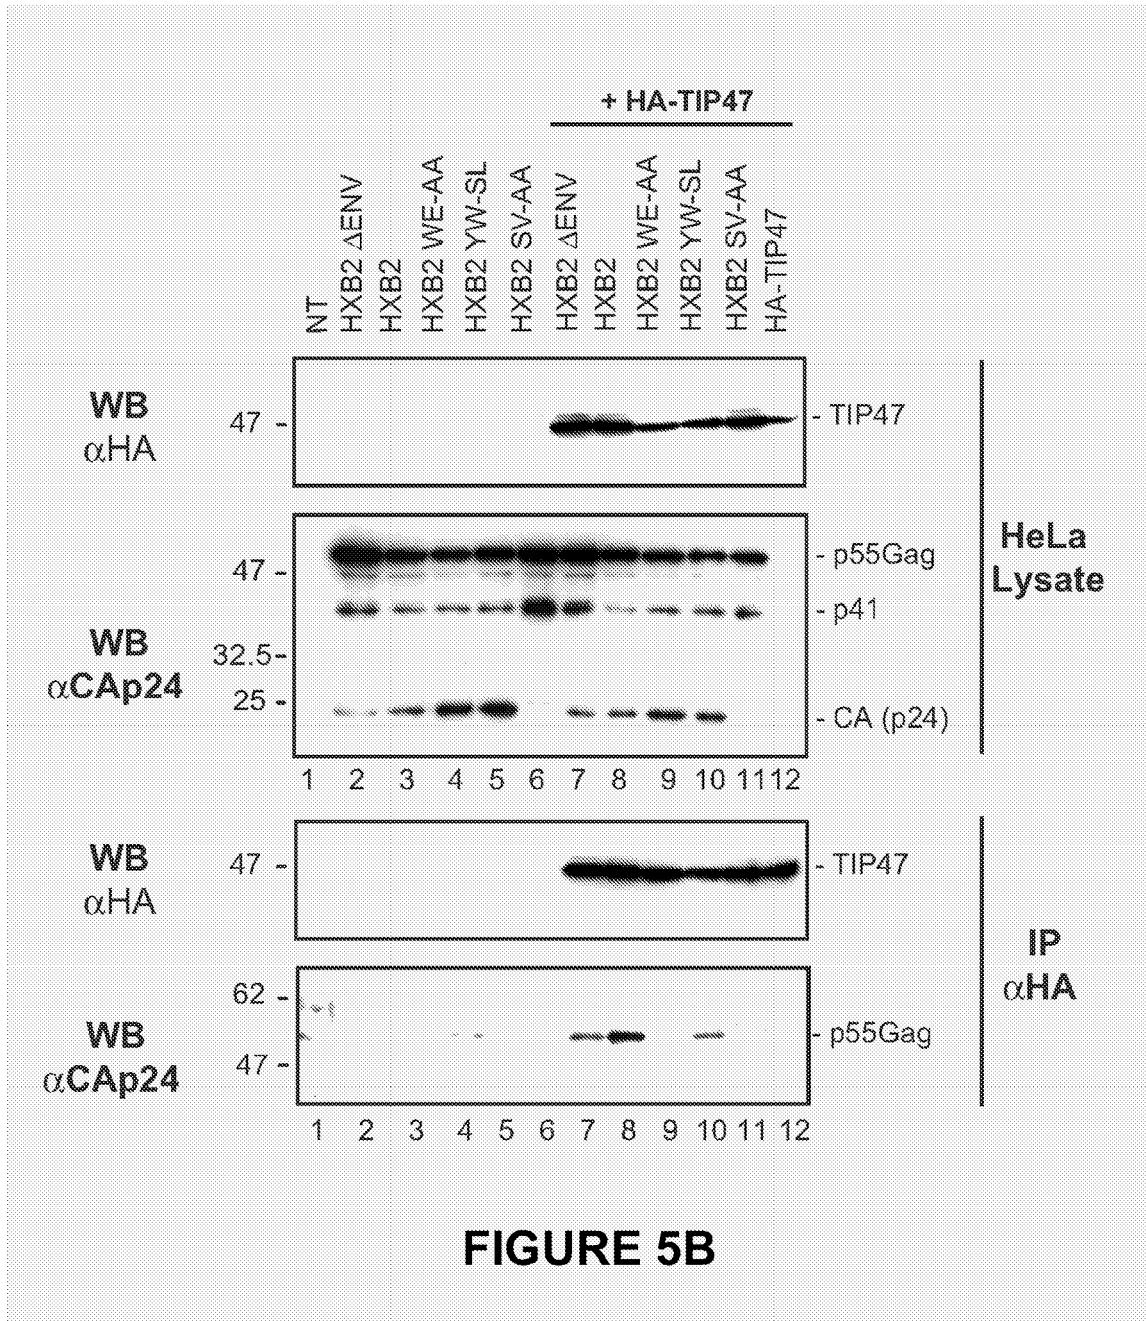 + HA-TIP47
NT
HXB2 ΔENV
HXB2
HXB2 WE-AA
HXB2 YW-SL
HXB2 SV-AA
HXB2 ΔENV
HXB2
HXB2 WE-AA
HXB2 YW-SL
HXB2 SV-AA
HA-TIP47
WB
αHA
47 -
- TIP47
WB
αCAp24
47 -
32.5-
25 -
- p55Gag
- p41
- CA (p24)
HeLa
Lysate
1 2 3 4 5 6 7 8 9 10 11 12
WB
αHA
47 -
- TIP47
WB
αCAp24
62 -
47 -
- p55Gag
IP
αHA
1 2 3 4 5 6 7 8 9 10 11 12
FIGURE 5B